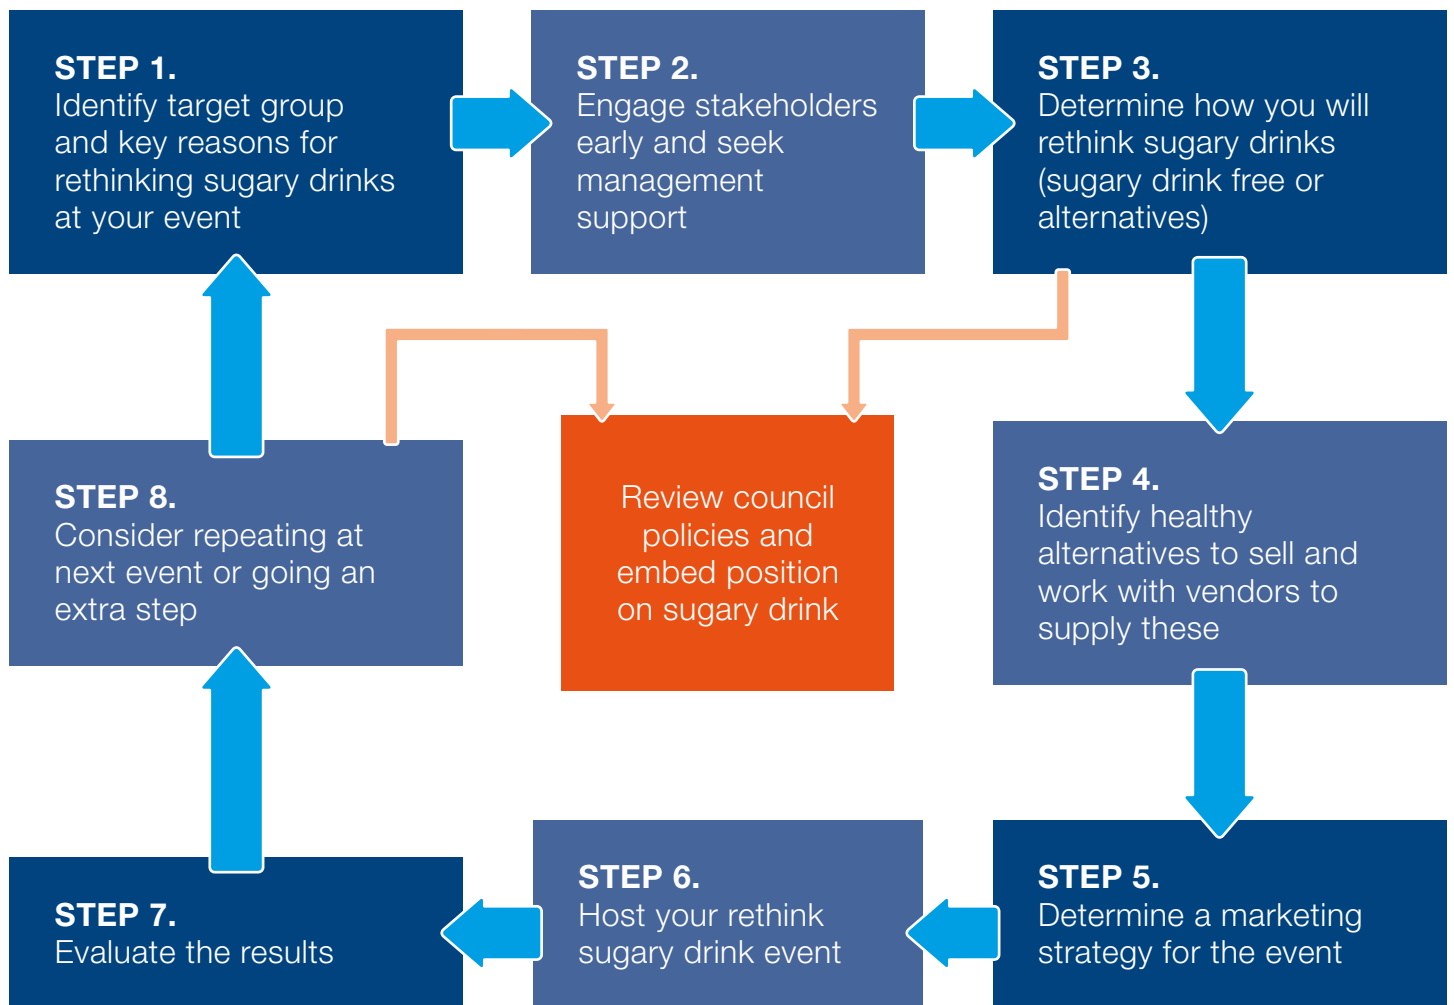 STEP 1.
Identify target group
and key reasons for
rethinking sugary drinks
at your event
STEP 2.
Engage stakeholders
early and seek
management
support
STEP 3.
Determine how you will
rethink sugary drinks
(sugary drink free or
alternatives)
STEP 4.
Identify healthy
alternatives to sell and
work with vendors to
supply these
STEP 5.
Determine a marketing
strategy for the event
STEP 6.
Host your rethink
sugary drink event
STEP 7.
Evaluate the results
STEP 8.
Consider repeating at
next event or going an
extra step
Review council
policies and
embed position
on sugary drink